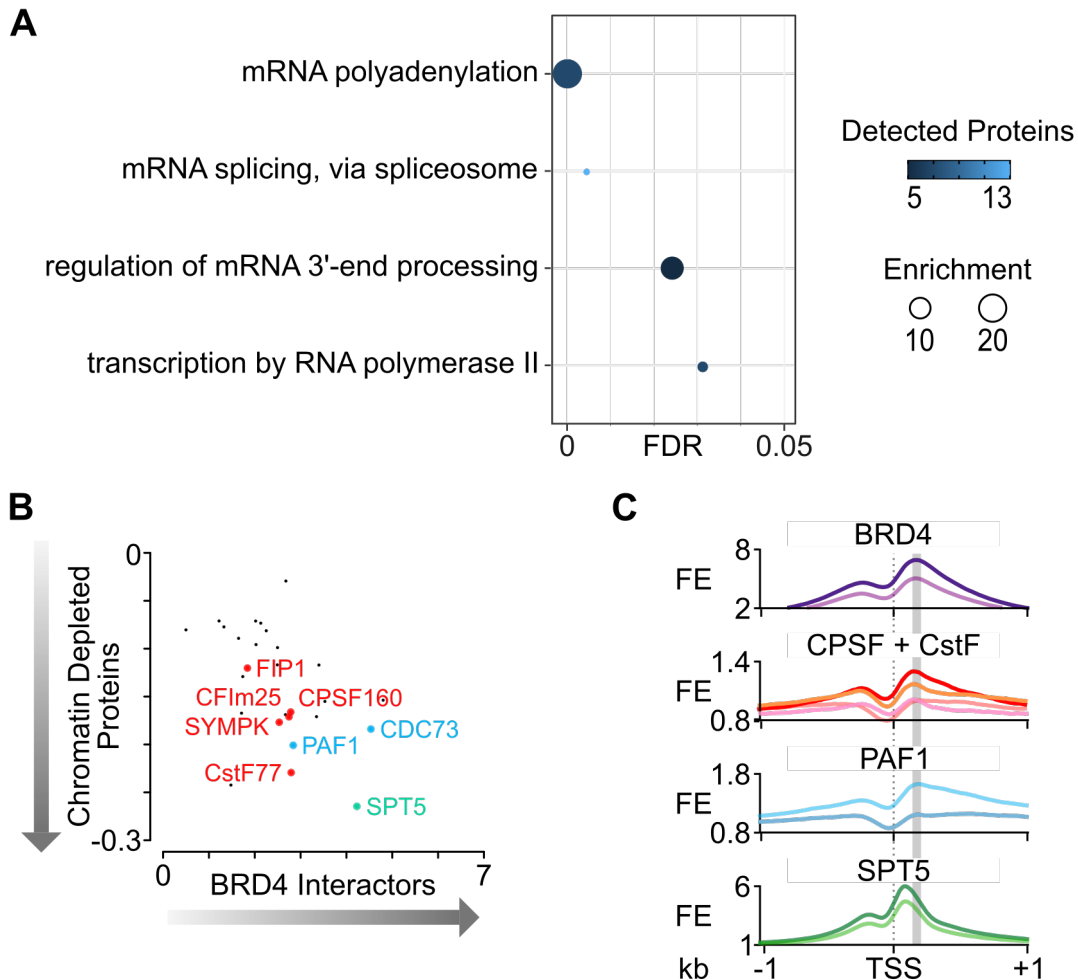 A
mRNA polyadenylation
mRNA splicing, via spliceosome
regulation of mRNA 3'-end processing
transcription by RNA polymerase II
0 FDR 0.05
Detected Proteins
5 13
Enrichment
10 20
B
Chromatin Depleted
Proteins
0
-0.3
FIP1
CFIm25 CPSF160
SYMPK
PAF1 CDC73
CstF77
SPT5
0 7
BRD4 Interactors
C
BRD4
8
FE
2
CPSF + CstF
1.4
FE
0.8
PAF1
1.8
FE
0.8
SPT5
6
FE
1
kb -1 TSS +1